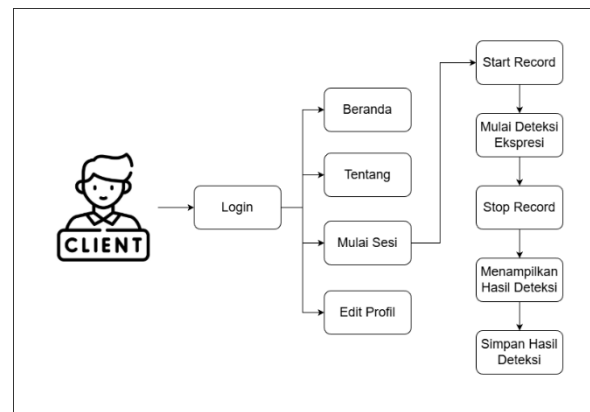 CLIENT
Login
Beranda
Tentang
Mulai Sesi
Edit Profil
Start Record
Mulai Deteksi
Ekspresi
Stop Record
Menampilkan
Hasil Deteksi
Simpan Hasil
Deteksi